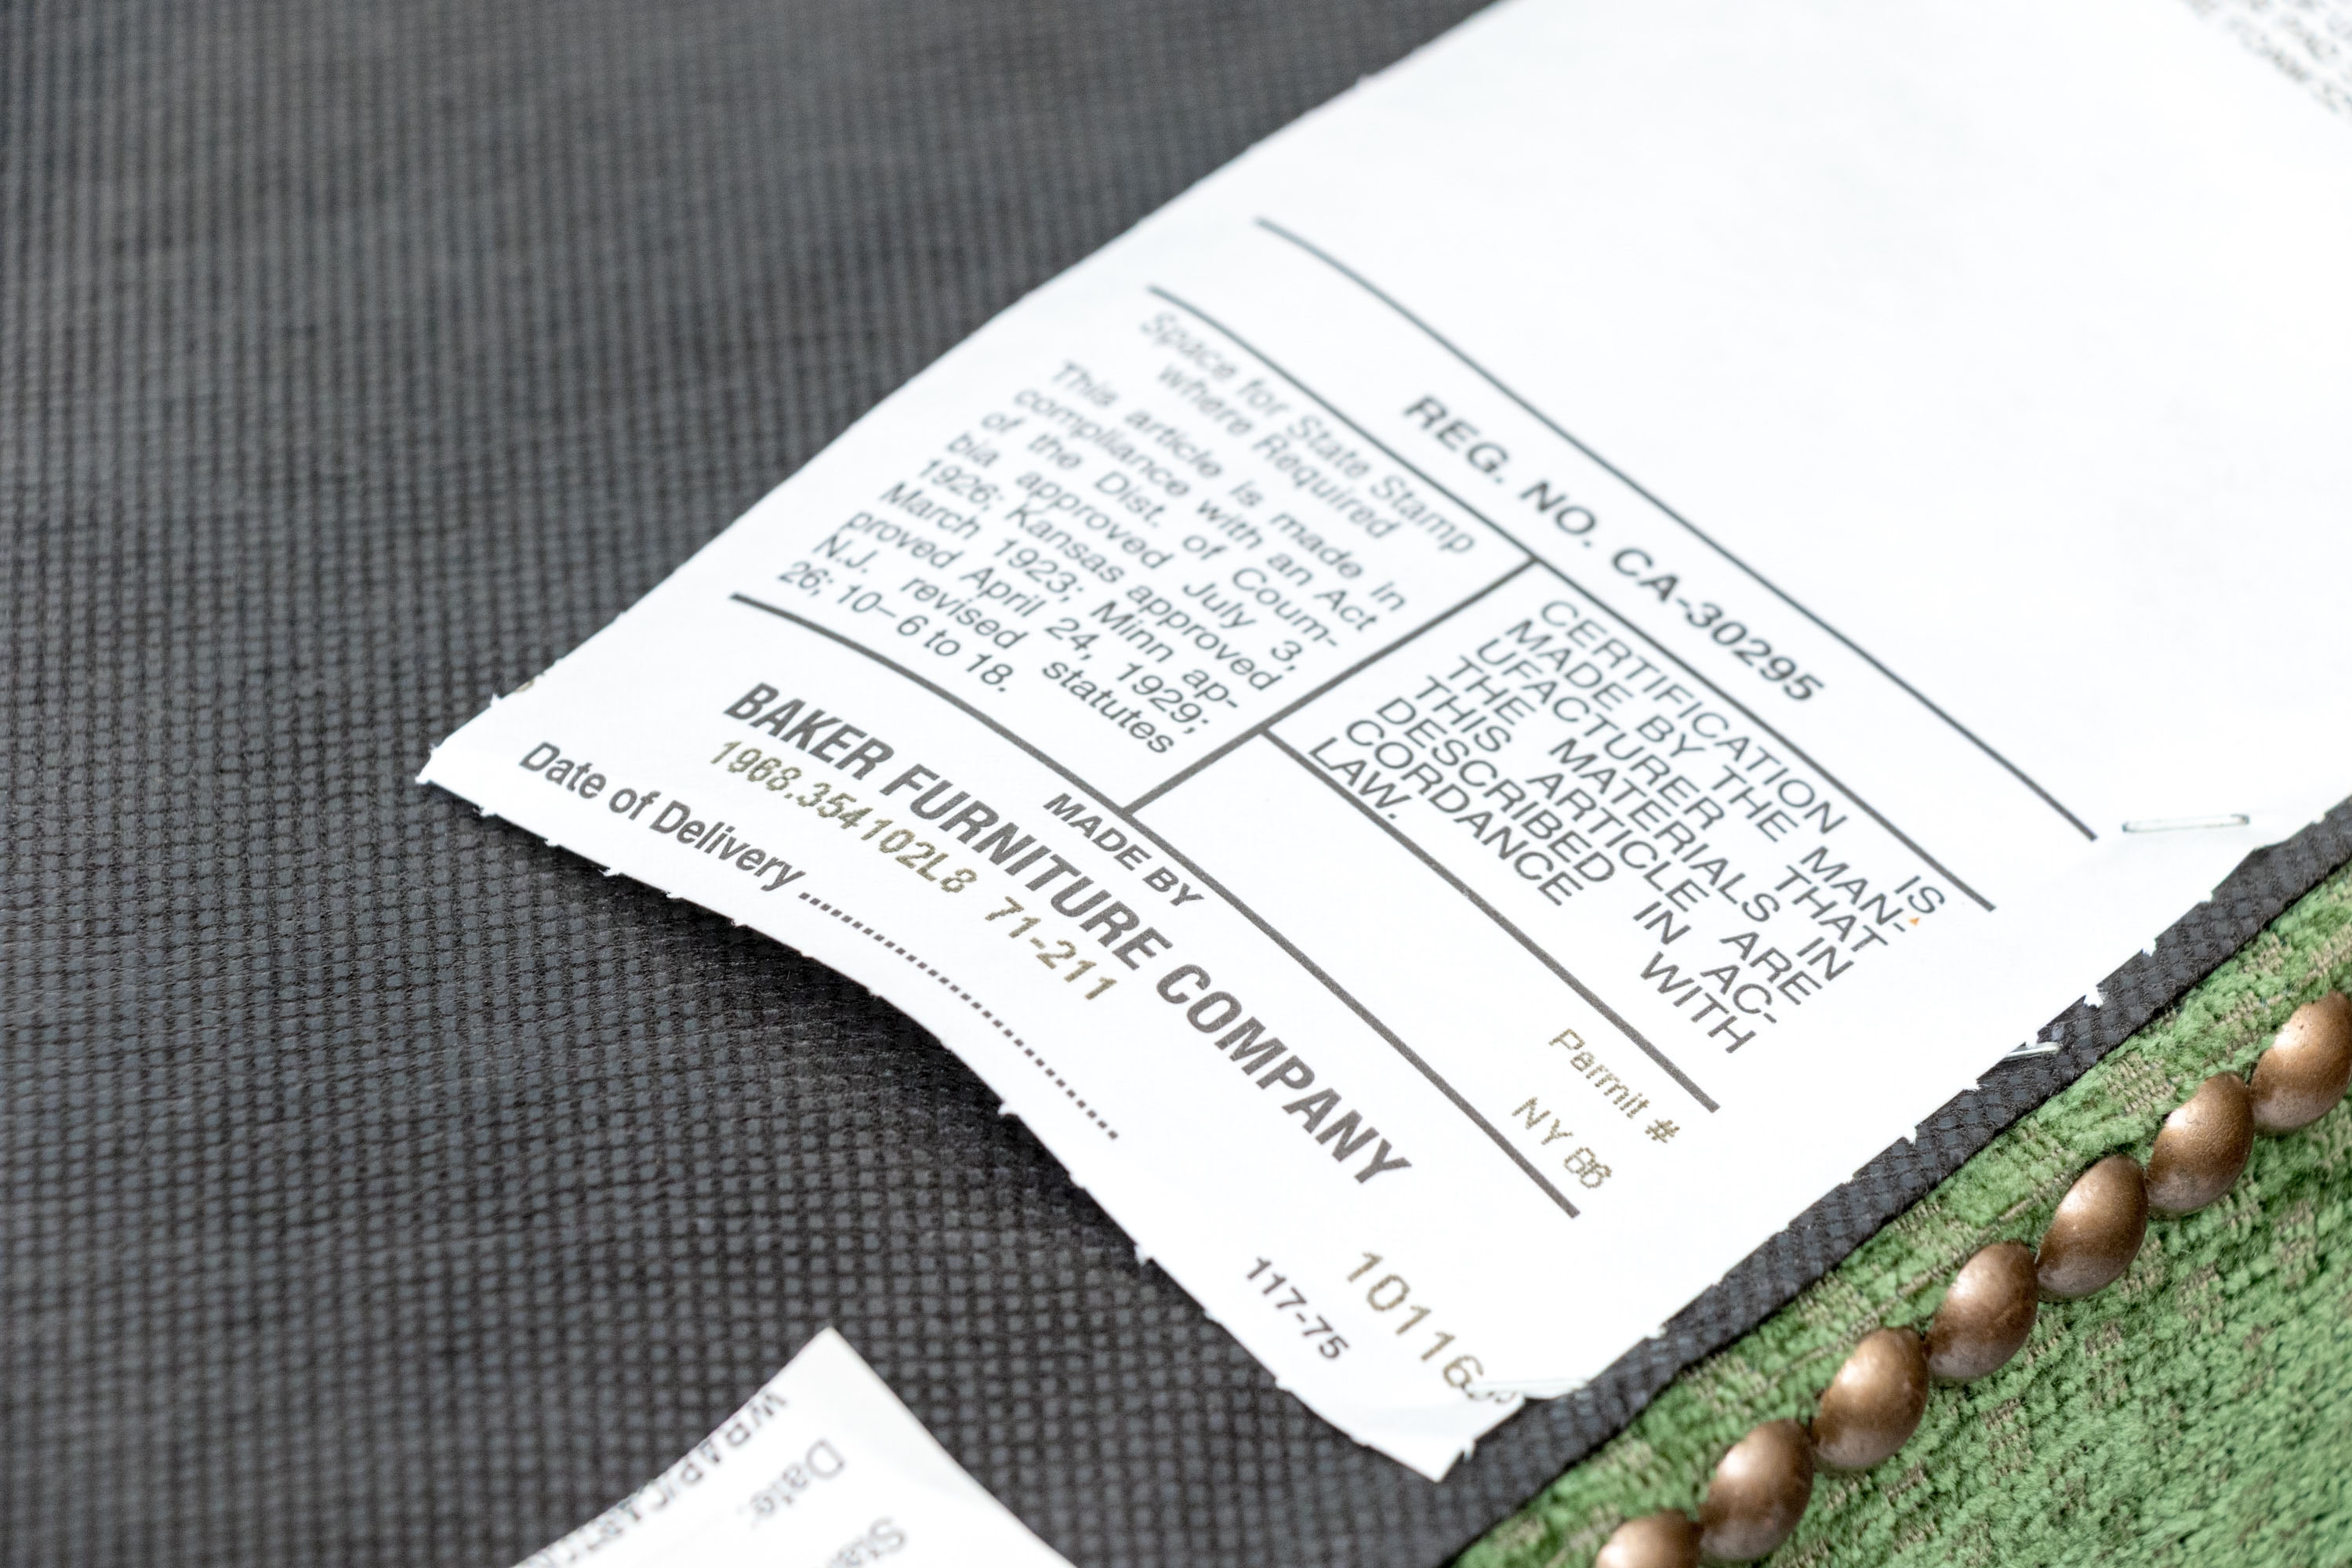 REG. NO. CA-30295
Space for State Stamp
where Required
This article is made in
compliance with an Act
of the Dist. of Coum-
bia approved July 3,
1926; Kansas approved
March 1923; Minn ap-
proved April 24, 1929;
N.J. revised statutes
26; 10-6 to 18.
CERTIFICATION IS
MADE BY THE MAN-
UFACTURER THAT
THE MATERIALS IN
THIS ARTICLE ARE
DESCRIBED IN AC-
CORDANCE WITH
LAW.
Permit #
NY B6
MADE BY
BAKER FURNITURE COMPANY
1968.354102L8 71-211
10116
Date of Delivery
117-75
Date: